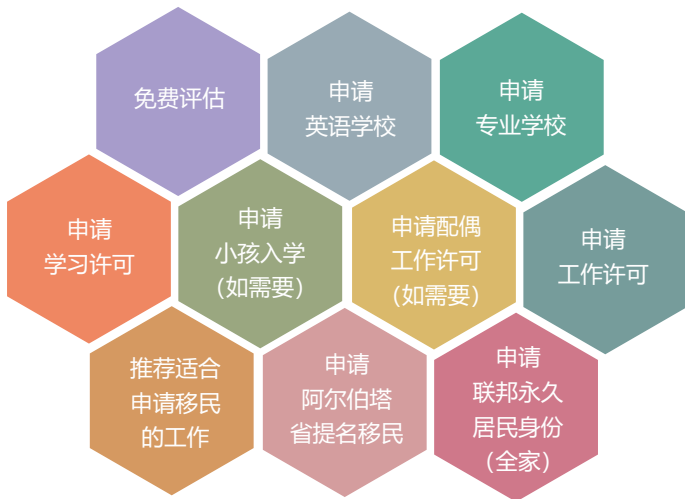 免费评估
申请
英语学校
申请
专业学校
申请
学习许可
申请
小孩入学
（如需要）
申请配偶
工作许可
（如需要）
申请
工作许可
推荐适合
申请移民
的工作
申请
阿尔伯塔
省提名移民
申请
联邦永久
居民身份
（全家）